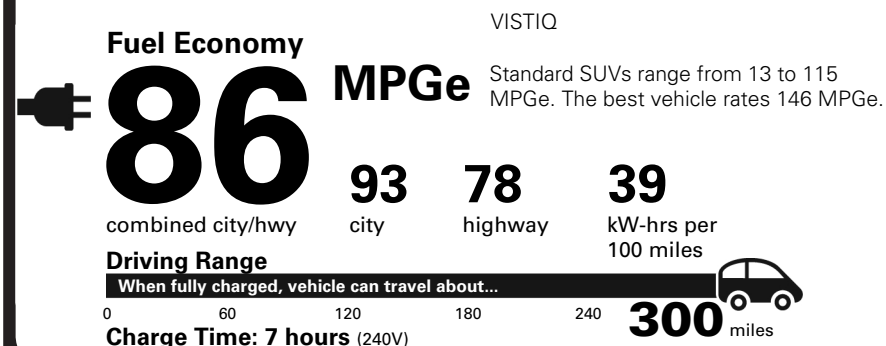 VISTIQ
Fuel Economy
86
MPGe
Standard SUVs range from 13 to 115
MPGe. The best vehicle rates 146 MPGe.
combined city/hwy
93
city
78
highway
39
kW-hrs per
100 miles
Driving Range
When fully charged, vehicle can travel about...
0 60 120 180 240 300 miles
Charge Time: 7 hours (240V)